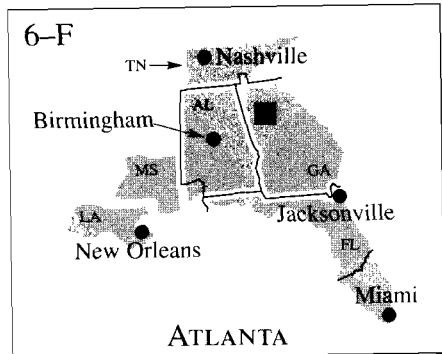 6–F
Nashville
TN
AL
Birmingham
MS
GA
LA
Jacksonville
New Orleans
FL
Miami
ATLANTA